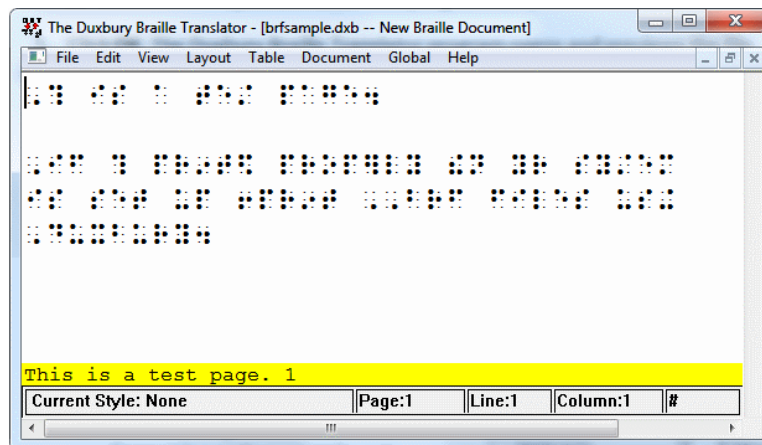 The Duxbury Braille Translator - [brfsample.dxb -- New Braille Document]
File Edit View Layout Table Document Global Help
⠠⠹ ⠊⠎ ⠁ ⠞⠑⠌ ⠏⠁⠛⠑⠲
⠠⠊⠋ ⠹ ⠏⠗⠔⠞⠎ ⠏⠗⠕⠏⠻⠇⠽ ⠮⠝ ⠽⠗ ⠎⠽⠌⠑⠍
⠊⠎ ⠎⠑⠞ ⠥⠏ ⠖⠏⠗⠔⠞ ⠠⠠⠃⠗⠋ ⠋⠊⠇⠑⠎ ⠥⠎⠬
⠠⠙⠥⠭⠃⠥⠗⠽⠲
This is a test page. 1
Current Style: None Page:1 Line:1 Column:1 #